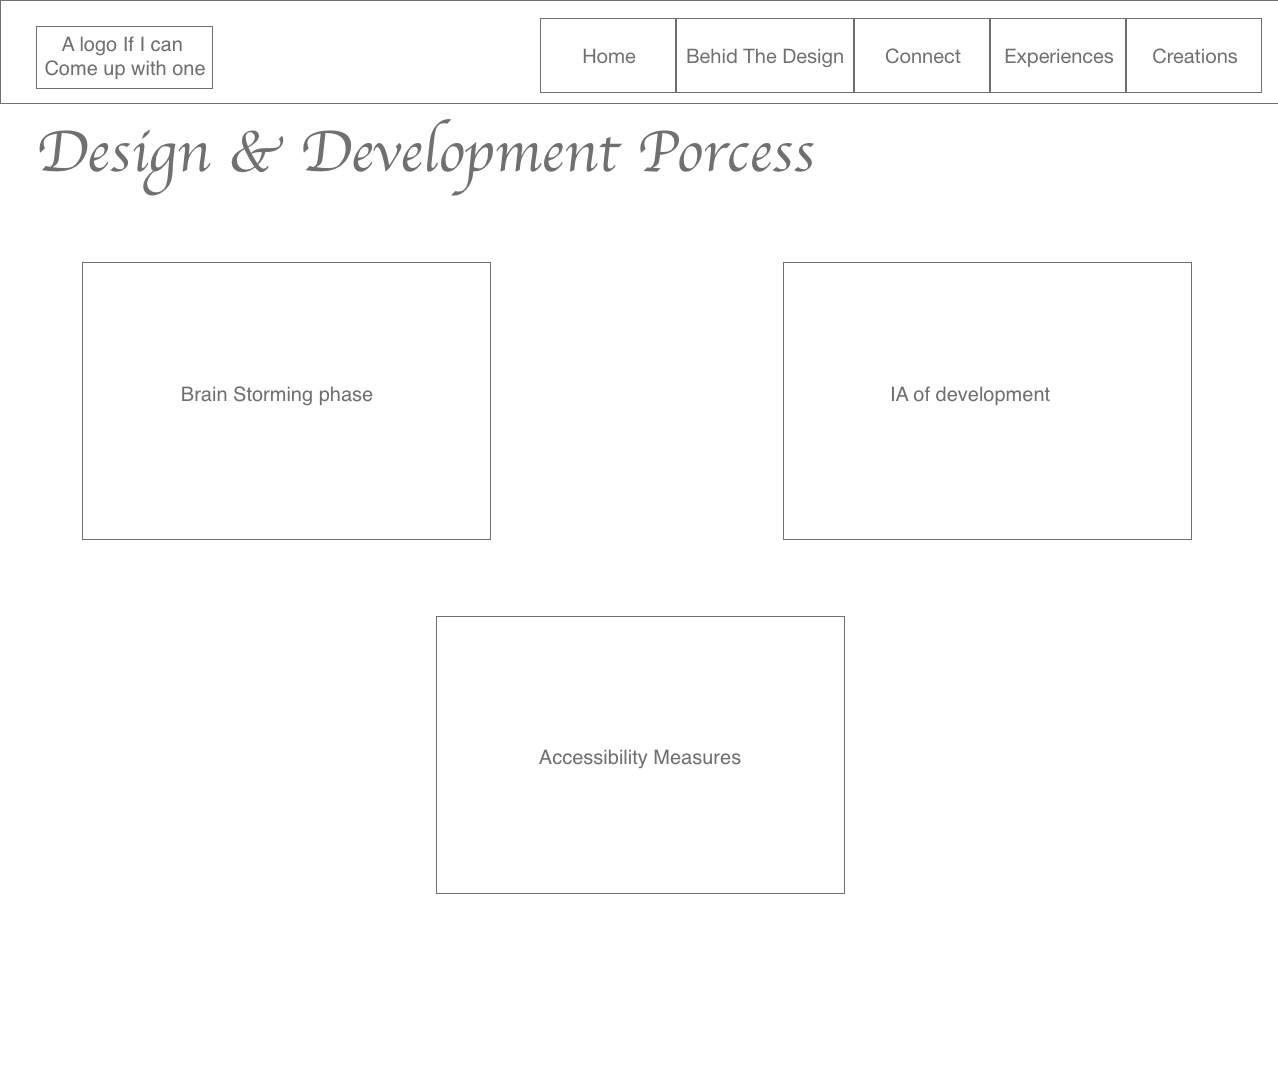 A logo If I can
Come up with one
Home
Behid The Design
Connect
Experiences
Creations
Design & Development Porcess
Brain Storming phase
IA of development
Accessibility Measures